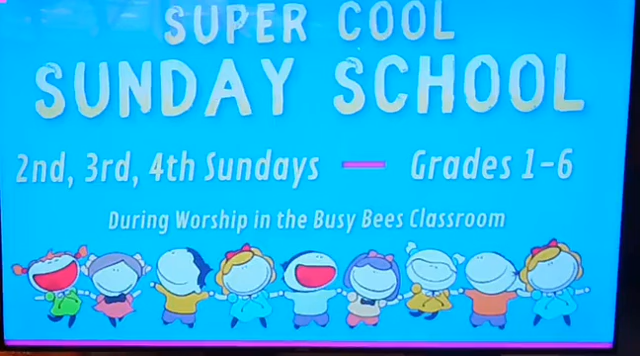 SUPER COOL
SUNDAY SCHOOL
2nd, 3rd, 4th Sundays — Grades 1-6
During Worship in the Busy Bees Classroom